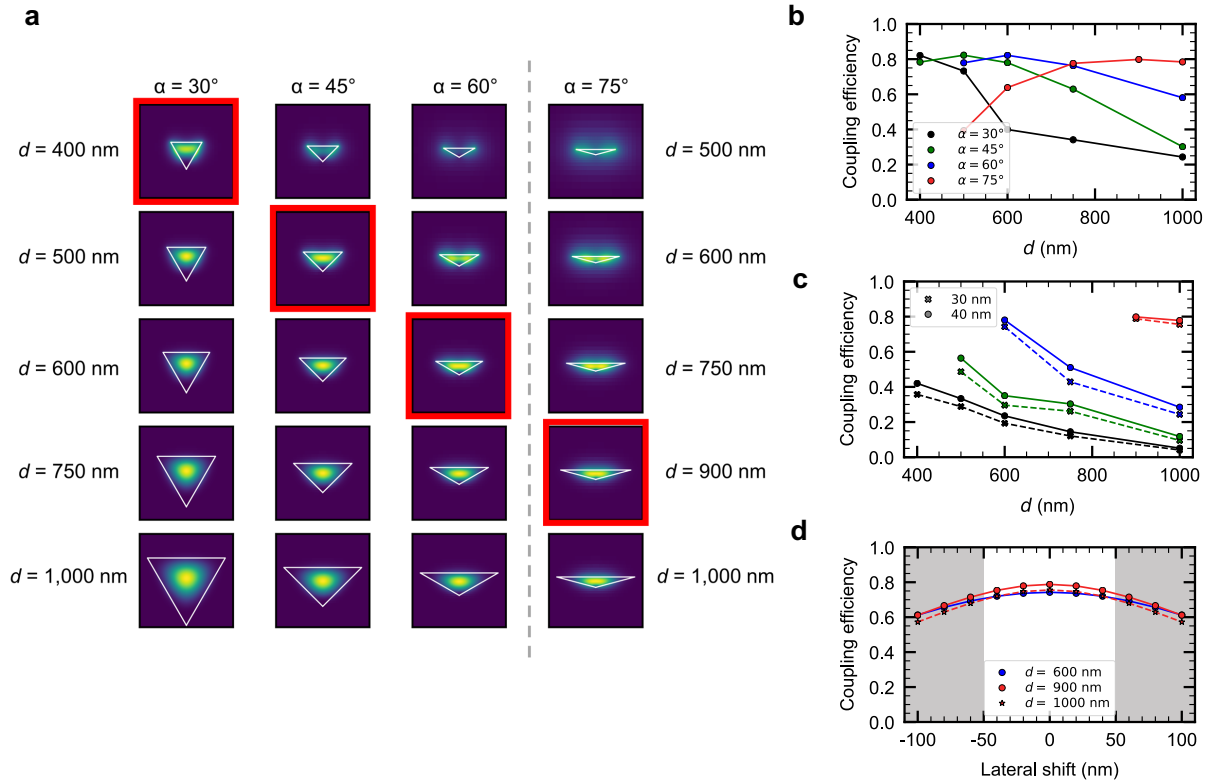 a
α = 30°
α = 45°
α = 60°
α = 75°
d = 400 nm
d = 500 nm
d = 500 nm
d = 600 nm
d = 600 nm
d = 750 nm
d = 750 nm
d = 900 nm
d = 1,000 nm
d = 1,000 nm
b
Coupling efficiency
1.0
0.8
0.6
0.4
0.2
0.0
α = 30°
α = 45°
α = 60°
α = 75°
400
600
800
1000
d (nm)
c
Coupling efficiency
1.0
0.8
0.6
0.4
0.2
0.0
30 nm
40 nm
400
600
800
1000
d (nm)
d
Coupling efficiency
1.0
0.8
0.6
0.4
0.2
0.0
d = 600 nm
d = 900 nm
d = 1000 nm
-100
-50
0
50
100
Lateral shift (nm)